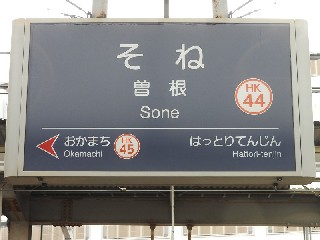 そね
曽根
Sone
HK
44
おかまち
Okamachi
HK
45
はっとりてんじん
Hattori-tenjin